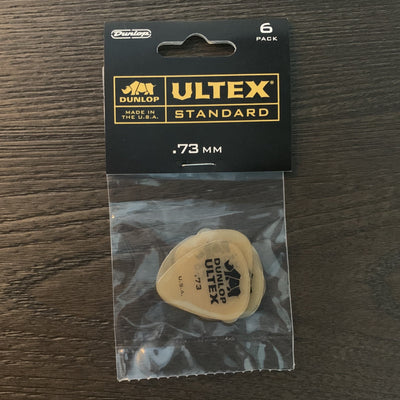 Dunlop
6
PACK
DUNLOP
MADE IN
THE U.S.A.
ULTEX®
STANDARD
.73 MM
DUNLOP
ULTEX
.73
U.S.A.